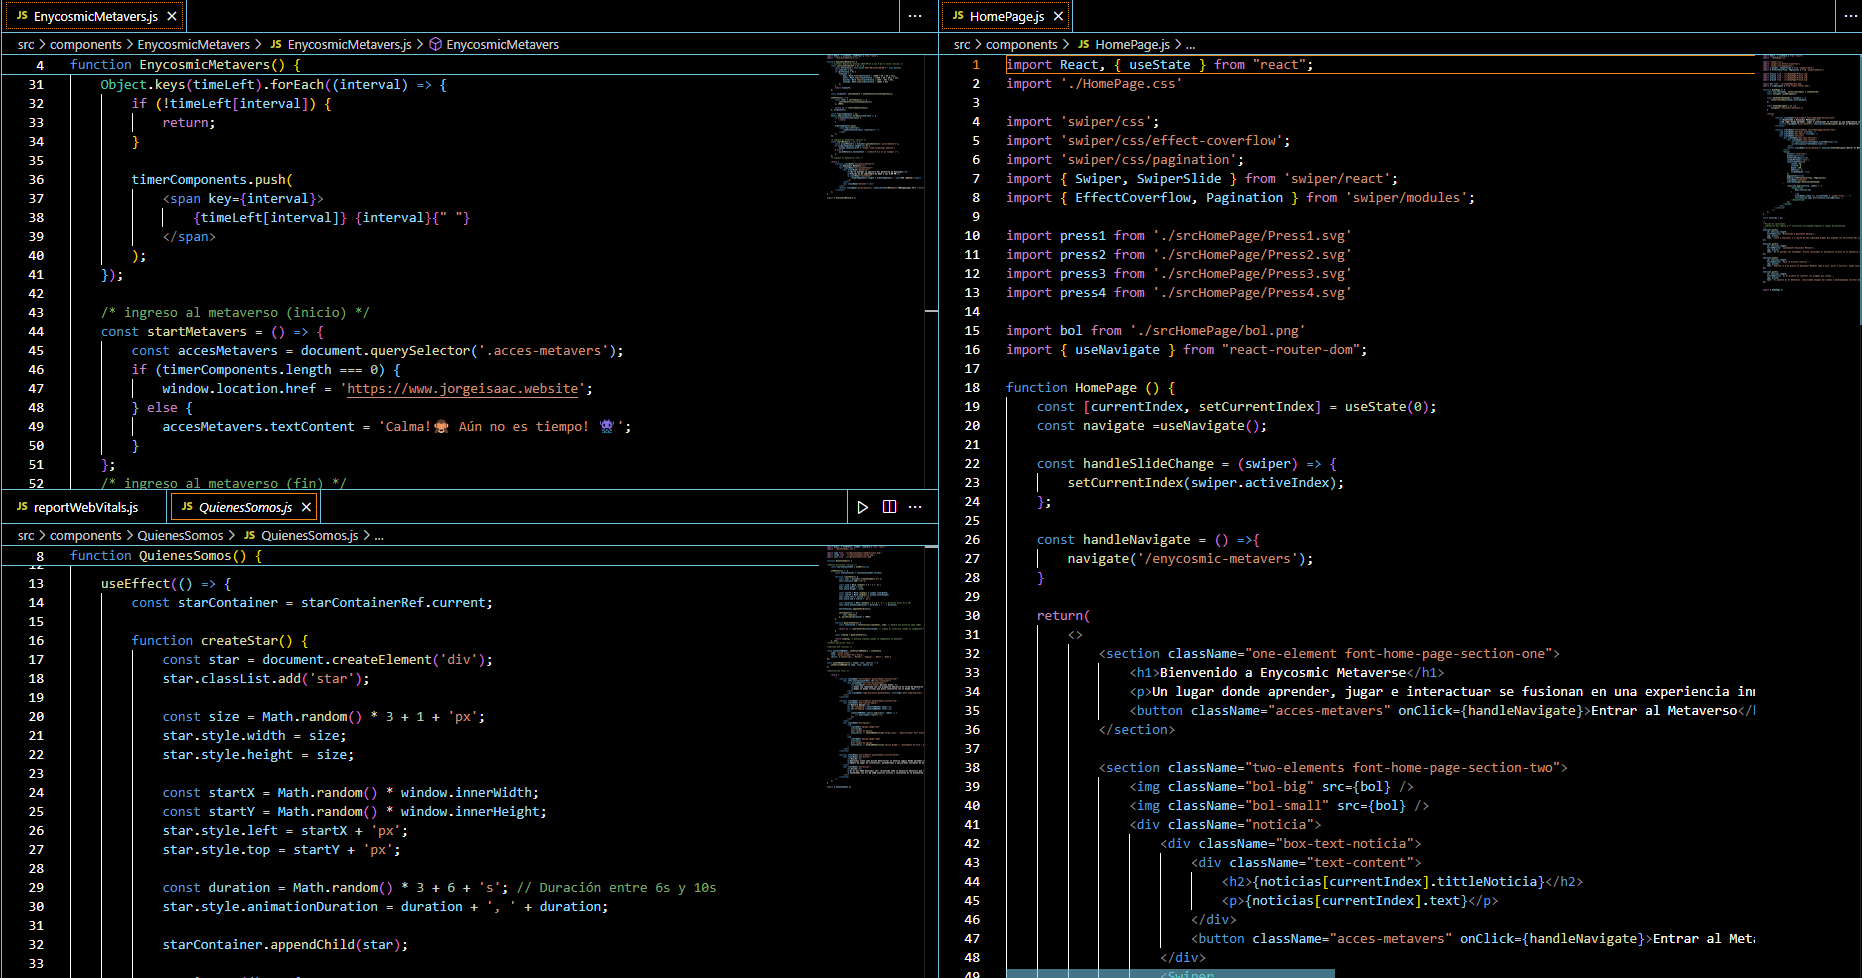 JS EnycosmicMetavers.js
src > components > EnycosmicMetavers > JS EnycosmicMetavers.js > EnycosmicMetavers
4 function EnycosmicMetavers() {
31 Object.keys(timeLeft).forEach((interval) => {
32 if (!timeLeft[interval]) {
33 return;
34 }
35
36 timerComponents.push(
37 <span key={interval}>
38 {timeLeft[interval]} {interval}{" "}
39 </span>
40 );
41 });
42
43 /* ingreso al metaverso (inicio) */
44 const startMetavers = () => {
45 const accesMetavers = document.querySelector('.acces-metavers');
46 if (timerComponents.length === 0) {
47 window.location.href = 'https://www.jorgeisaac.website';
48 } else {
49 accesMetavers.textContent = 'Calma!🙊 Aún no es tiempo! 👾';
50 }
51 };
52 /* ingreso al metaverso (fin) */
JS reportWebVitals.js
JS QuienesSomos.js
src > components > QuienesSomos > JS QuienesSomos.js > ...
8 function QuienesSomos() {
12
13 useEffect(() => {
14 const starContainer = starContainerRef.current;
15
16 function createStar() {
17 const star = document.createElement('div');
18 star.classList.add('star');
19
20 const size = Math.random() * 3 + 1 + 'px';
21 star.style.width = size;
22 star.style.height = size;
23
24 const startX = Math.random() * window.innerWidth;
25 const startY = Math.random() * window.innerHeight;
26 star.style.left = startX + 'px';
27 star.style.top = startY + 'px';
28
29 const duration = Math.random() * 3 + 6 + 's'; // Duración entre 6s y 10s
30 star.style.animationDuration = duration + ', ' + duration;
31
32 starContainer.appendChild(star);
33
JS HomePage.js
src > components > JS HomePage.js > ...
1 import React, { useState } from "react";
2 import './HomePage.css'
3
4 import 'swiper/css';
5 import 'swiper/css/effect-coverflow';
6 import 'swiper/css/pagination';
7 import { Swiper, SwiperSlide } from 'swiper/react';
8 import { EffectCoverflow, Pagination } from 'swiper/modules';
9
10 import press1 from './srcHomePage/Press1.svg'
11 import press2 from './srcHomePage/Press2.svg'
12 import press3 from './srcHomePage/Press3.svg'
13 import press4 from './srcHomePage/Press4.svg'
14
15 import bol from './srcHomePage/bol.png'
16 import { useNavigate } from "react-router-dom";
17
18 function HomePage () {
19 const [currentIndex, setCurrentIndex] = useState(0);
20 const navigate =useNavigate();
21
22 const handleSlideChange = (swiper) => {
23 setCurrentIndex(swiper.activeIndex);
24 };
25
26 const handleNavigate = () =>{
27 navigate('/enycosmic-metavers');
28 }
29
30 return(
31 <>
32 <section className="one-element font-home-page-section-one">
33 <h1>Bienvenido a Enycosmic Metaverse</h1>
34 <p>Un lugar donde aprender, jugar e interactuar se fusionan en una experiencia inn
35 <button className="acces-metavers" onClick={handleNavigate}>Entrar al Metaverso</b
36 </section>
37
38 <section className="two-elements font-home-page-section-two">
39 <img className="bol-big" src={bol} />
40 <img className="bol-small" src={bol} />
41 <div className="noticia">
42 <div className="box-text-noticia">
43 <div className="text-content">
44 <h2>{noticias[currentIndex].tittleNoticia}</h2>
45 <p>{noticias[currentIndex].text}</p>
46 </div>
47 <button className="acces-metavers" onClick={handleNavigate}>Entrar al Meta
48 </div>
49 <Swiper